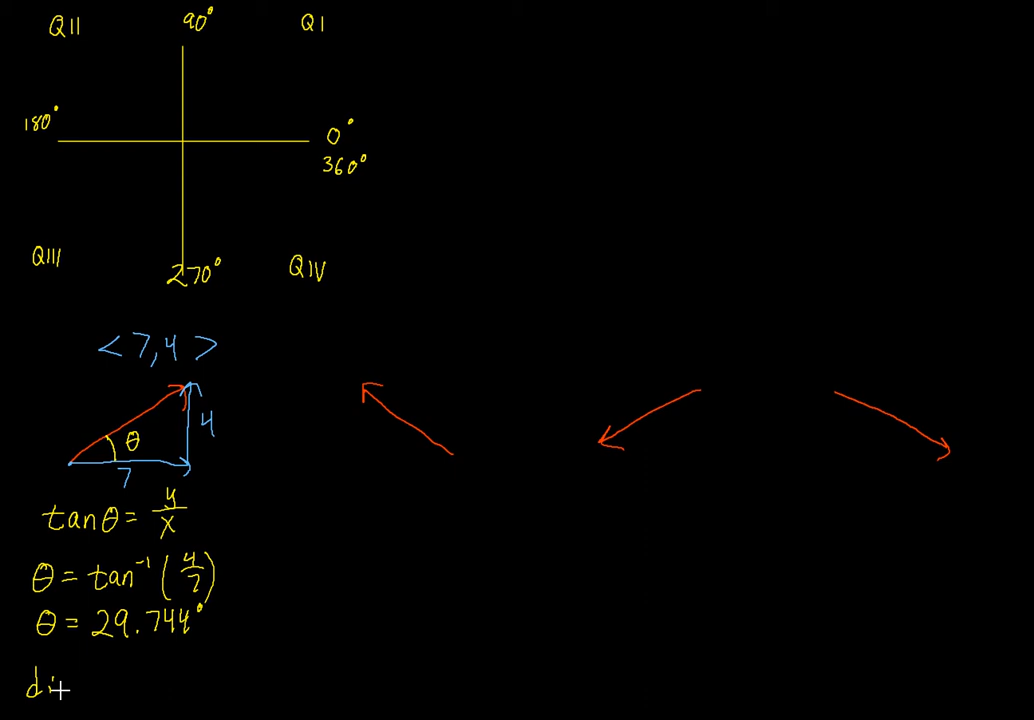 QII 90° QI
180° 0°
360°
QIII 270° QIV
<7,4>
θ 4
7
tanθ = y/x
θ = tan⁻¹(4/7)
θ = 29.744°
di